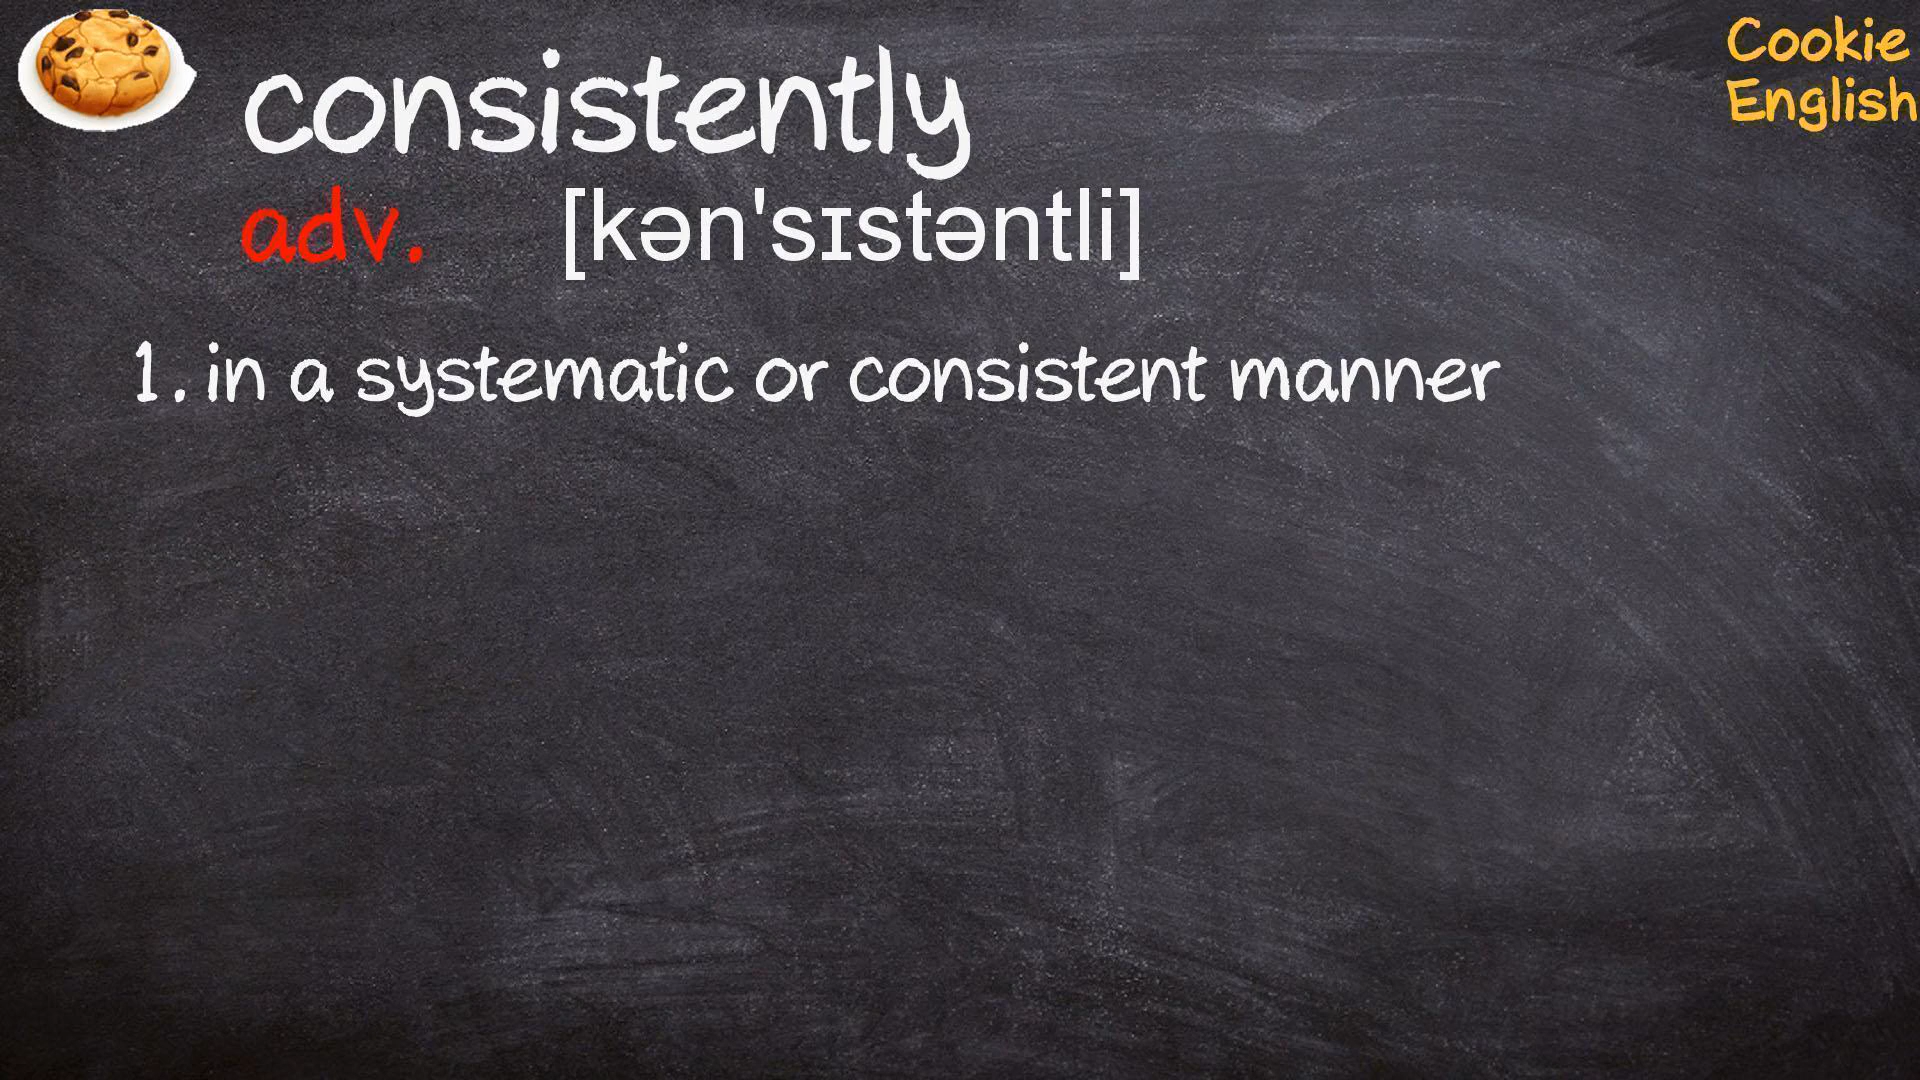 consistently
Cookie
English
adv. [kən'sɪstəntli]
1. in a systematic or consistent manner